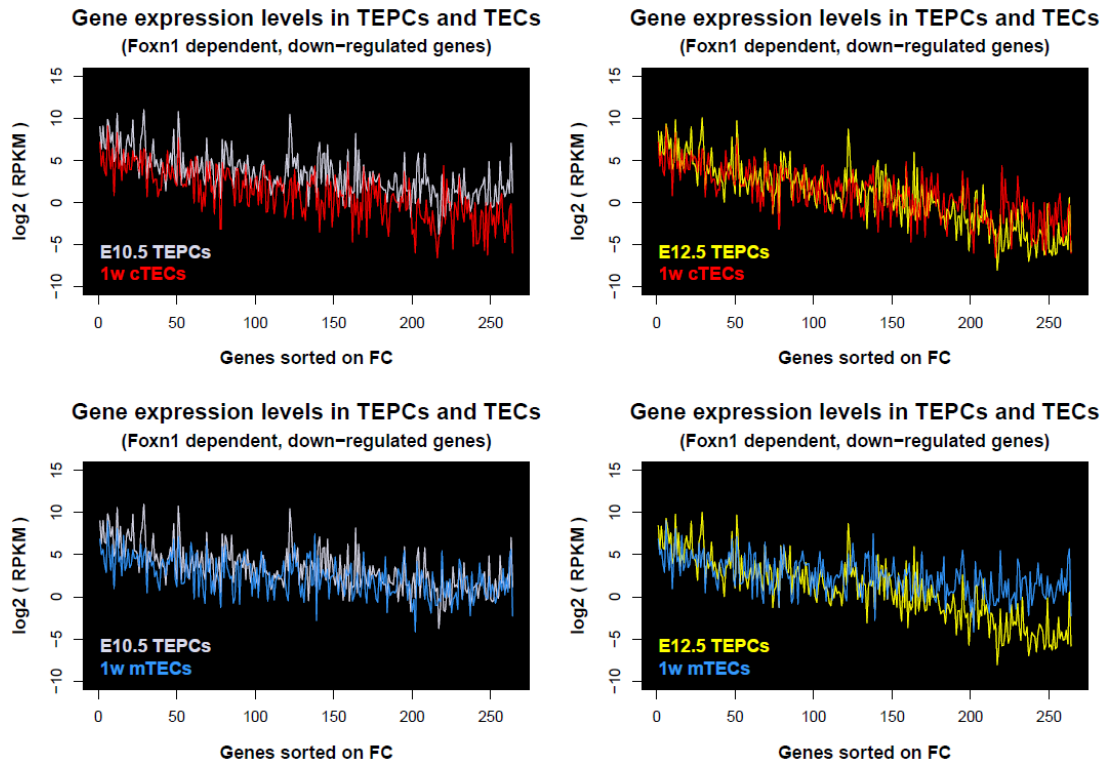 Gene expression levels in TEPCs and TECs
(Foxn1 dependent, down−regulated genes)
15
10
5
0
−5
−10
log2 ( RPKM )
E10.5 TEPCs
1w cTECs
0 50 100 150 200 250
Genes sorted on FC
Gene expression levels in TEPCs and TECs
(Foxn1 dependent, down−regulated genes)
15
10
5
0
−5
−10
log2 ( RPKM )
E12.5 TEPCs
1w cTECs
0 50 100 150 200 250
Genes sorted on FC
Gene expression levels in TEPCs and TECs
(Foxn1 dependent, down−regulated genes)
15
10
5
0
−5
−10
log2 ( RPKM )
E10.5 TEPCs
1w mTECs
0 50 100 150 200 250
Genes sorted on FC
Gene expression levels in TEPCs and TECs
(Foxn1 dependent, down−regulated genes)
15
10
5
0
−5
−10
log2 ( RPKM )
E12.5 TEPCs
1w mTECs
0 50 100 150 200 250
Genes sorted on FC